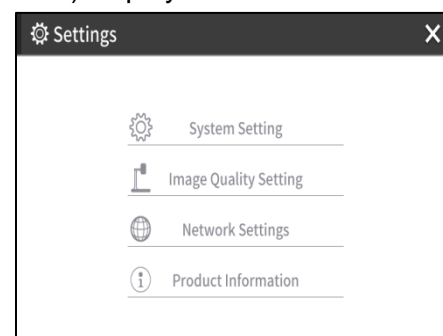 Settings
System Setting
Image Quality Setting
Network Settings
Product Information